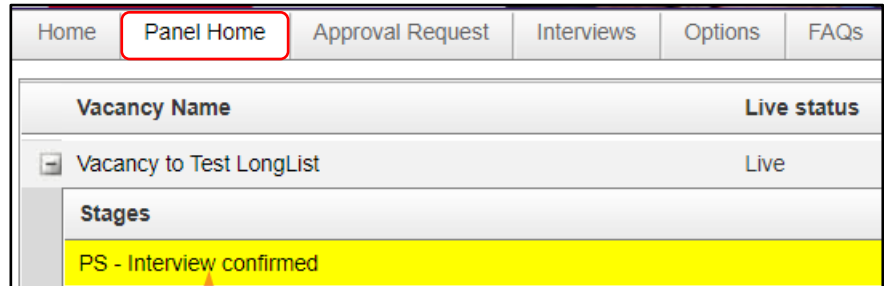 Home Panel Home Approval Request Interviews Options FAQs
Vacancy Name Live status
Vacancy to Test LongList Live
Stages
PS - Interview confirmed